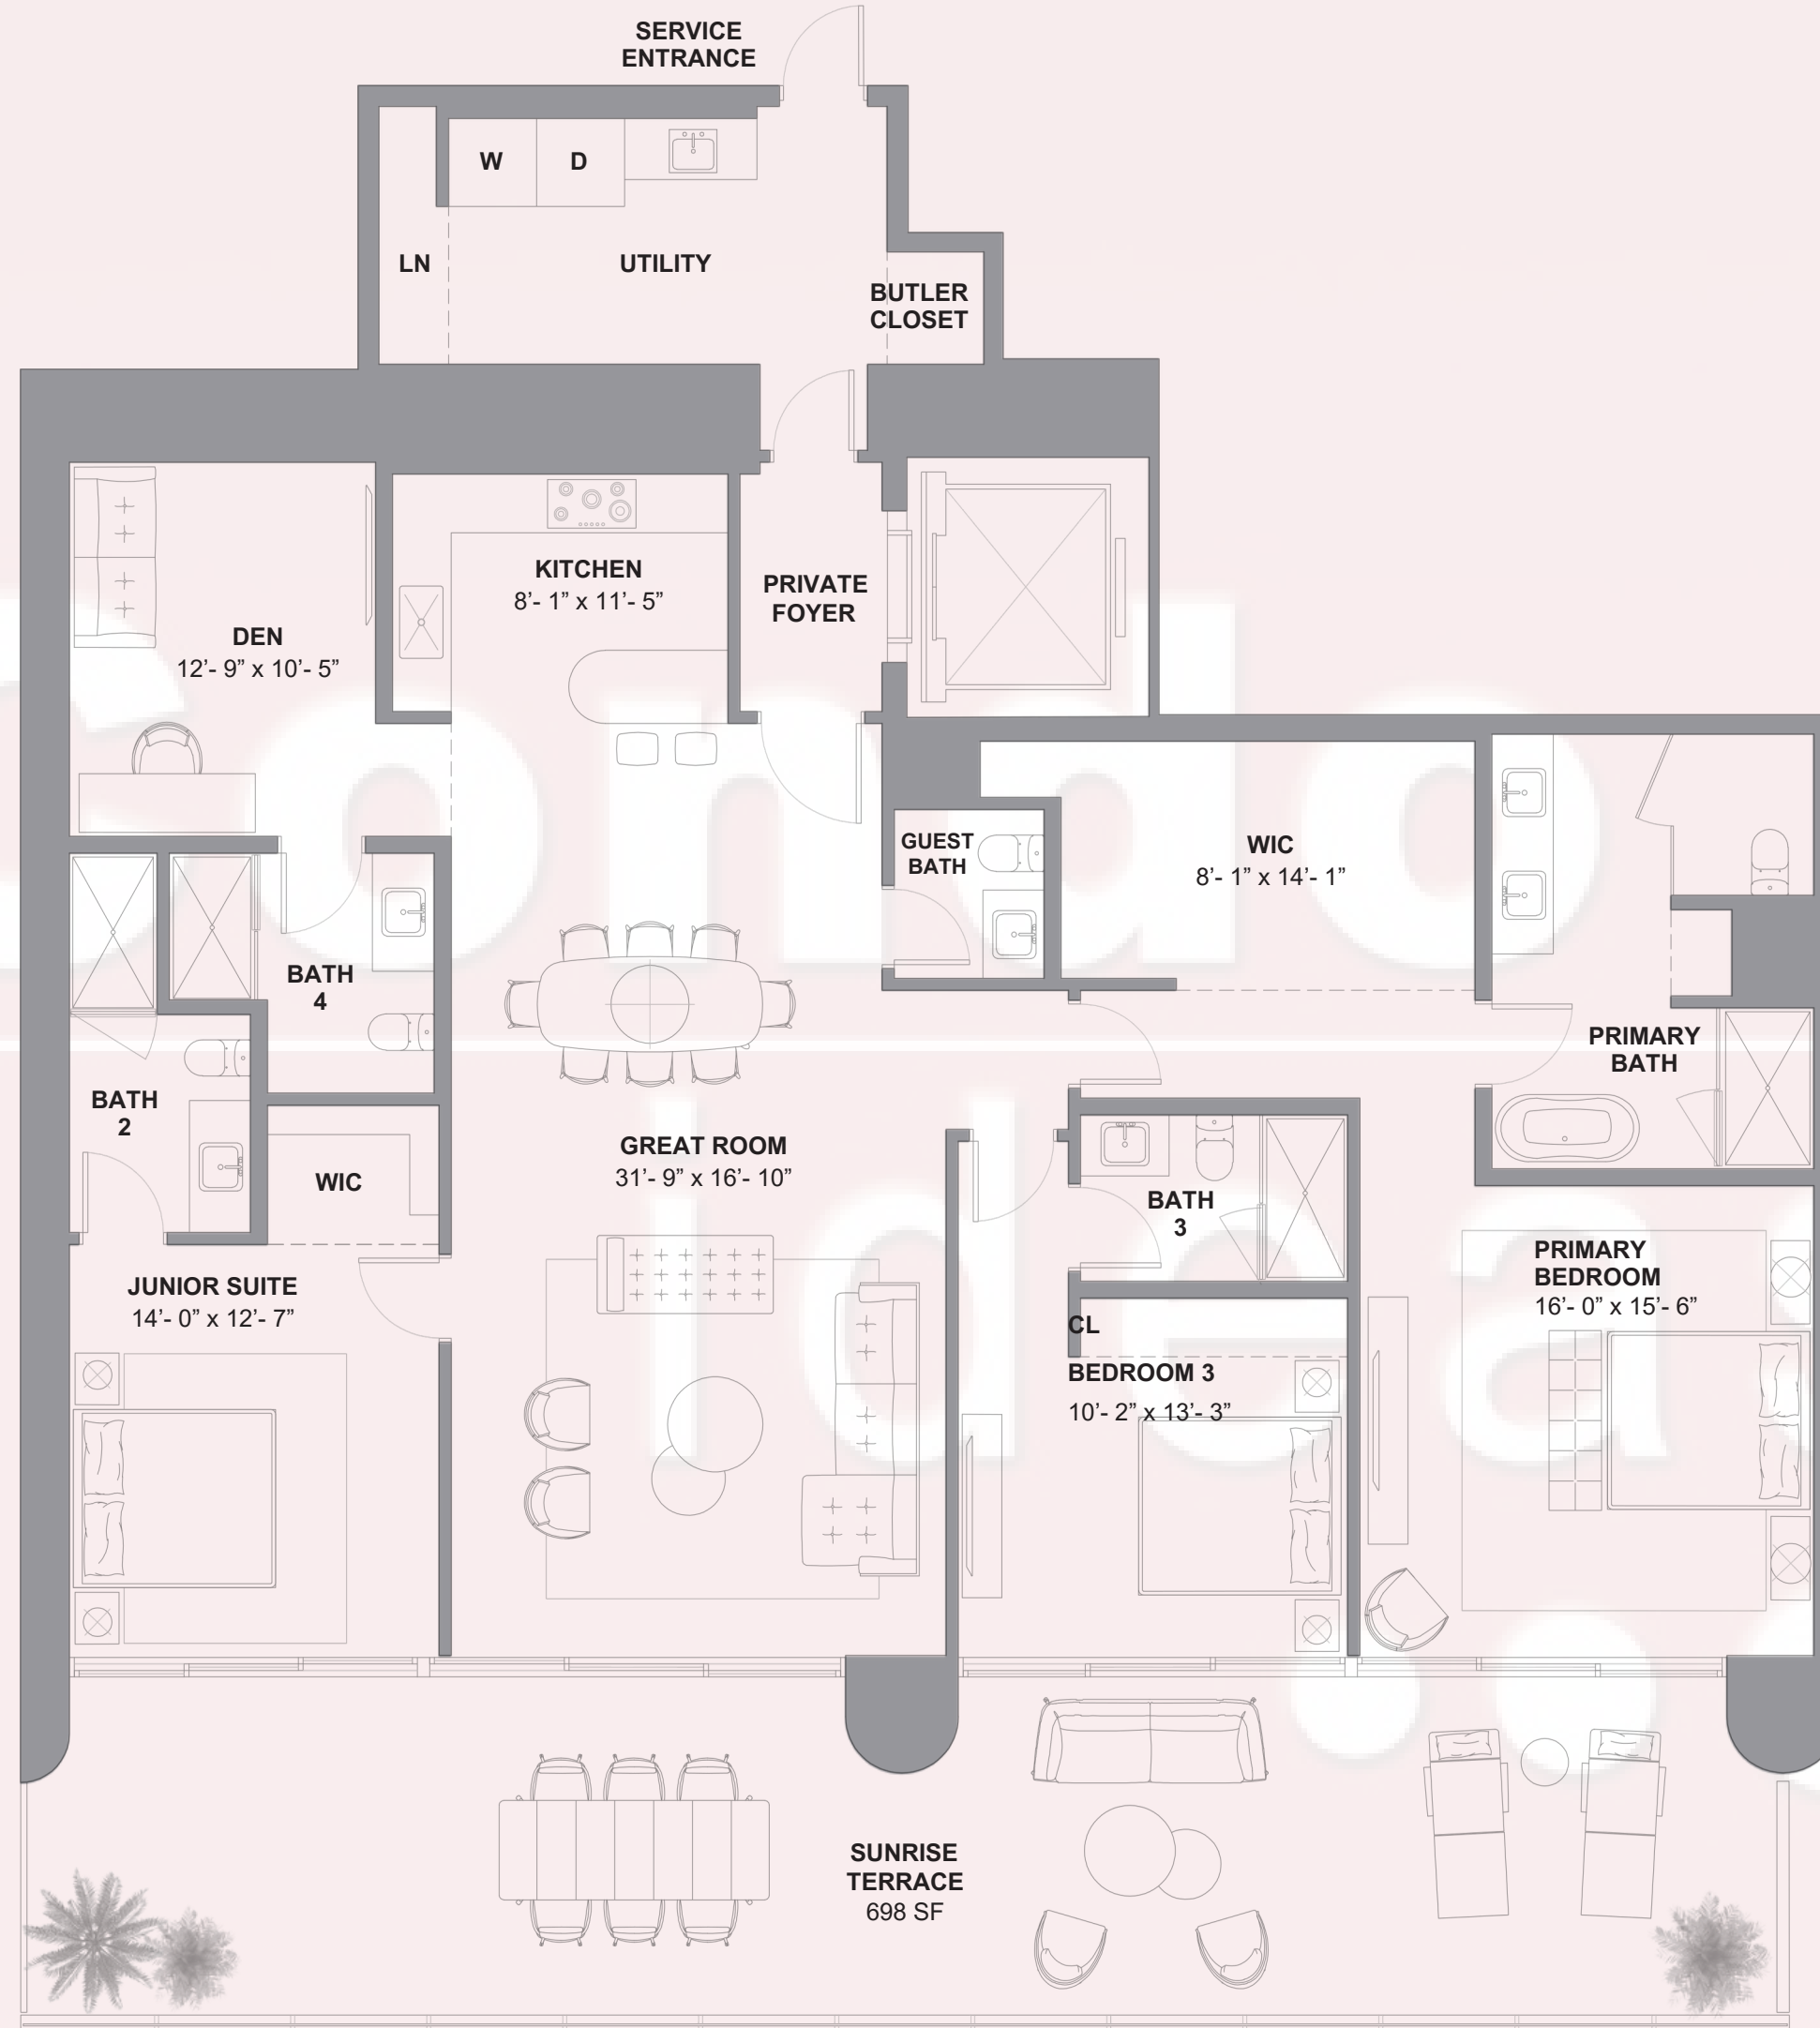 SERVICE
ENTRANCE
W
D
LN
UTILITY
BUTLER
CLOSET
KITCHEN
8’- 1” x 11’- 5”
PRIVATE
FOYER
DEN
12’- 9” x 10’- 5”
GUEST
BATH
WIC
8’- 1” x 14’- 1”
BATH
4
PRIMARY
BATH
BATH
2
WIC
GREAT ROOM
31’- 9” x 16’- 10”
BATH
3
JUNIOR SUITE
14’- 0” x 12’- 7”
PRIMARY
BEDROOM
16’- 0” x 15’- 6”
CL
BEDROOM 3
10’- 2” x 13’- 3”
SUNRISE
TERRACE
698 SF
condo
idea